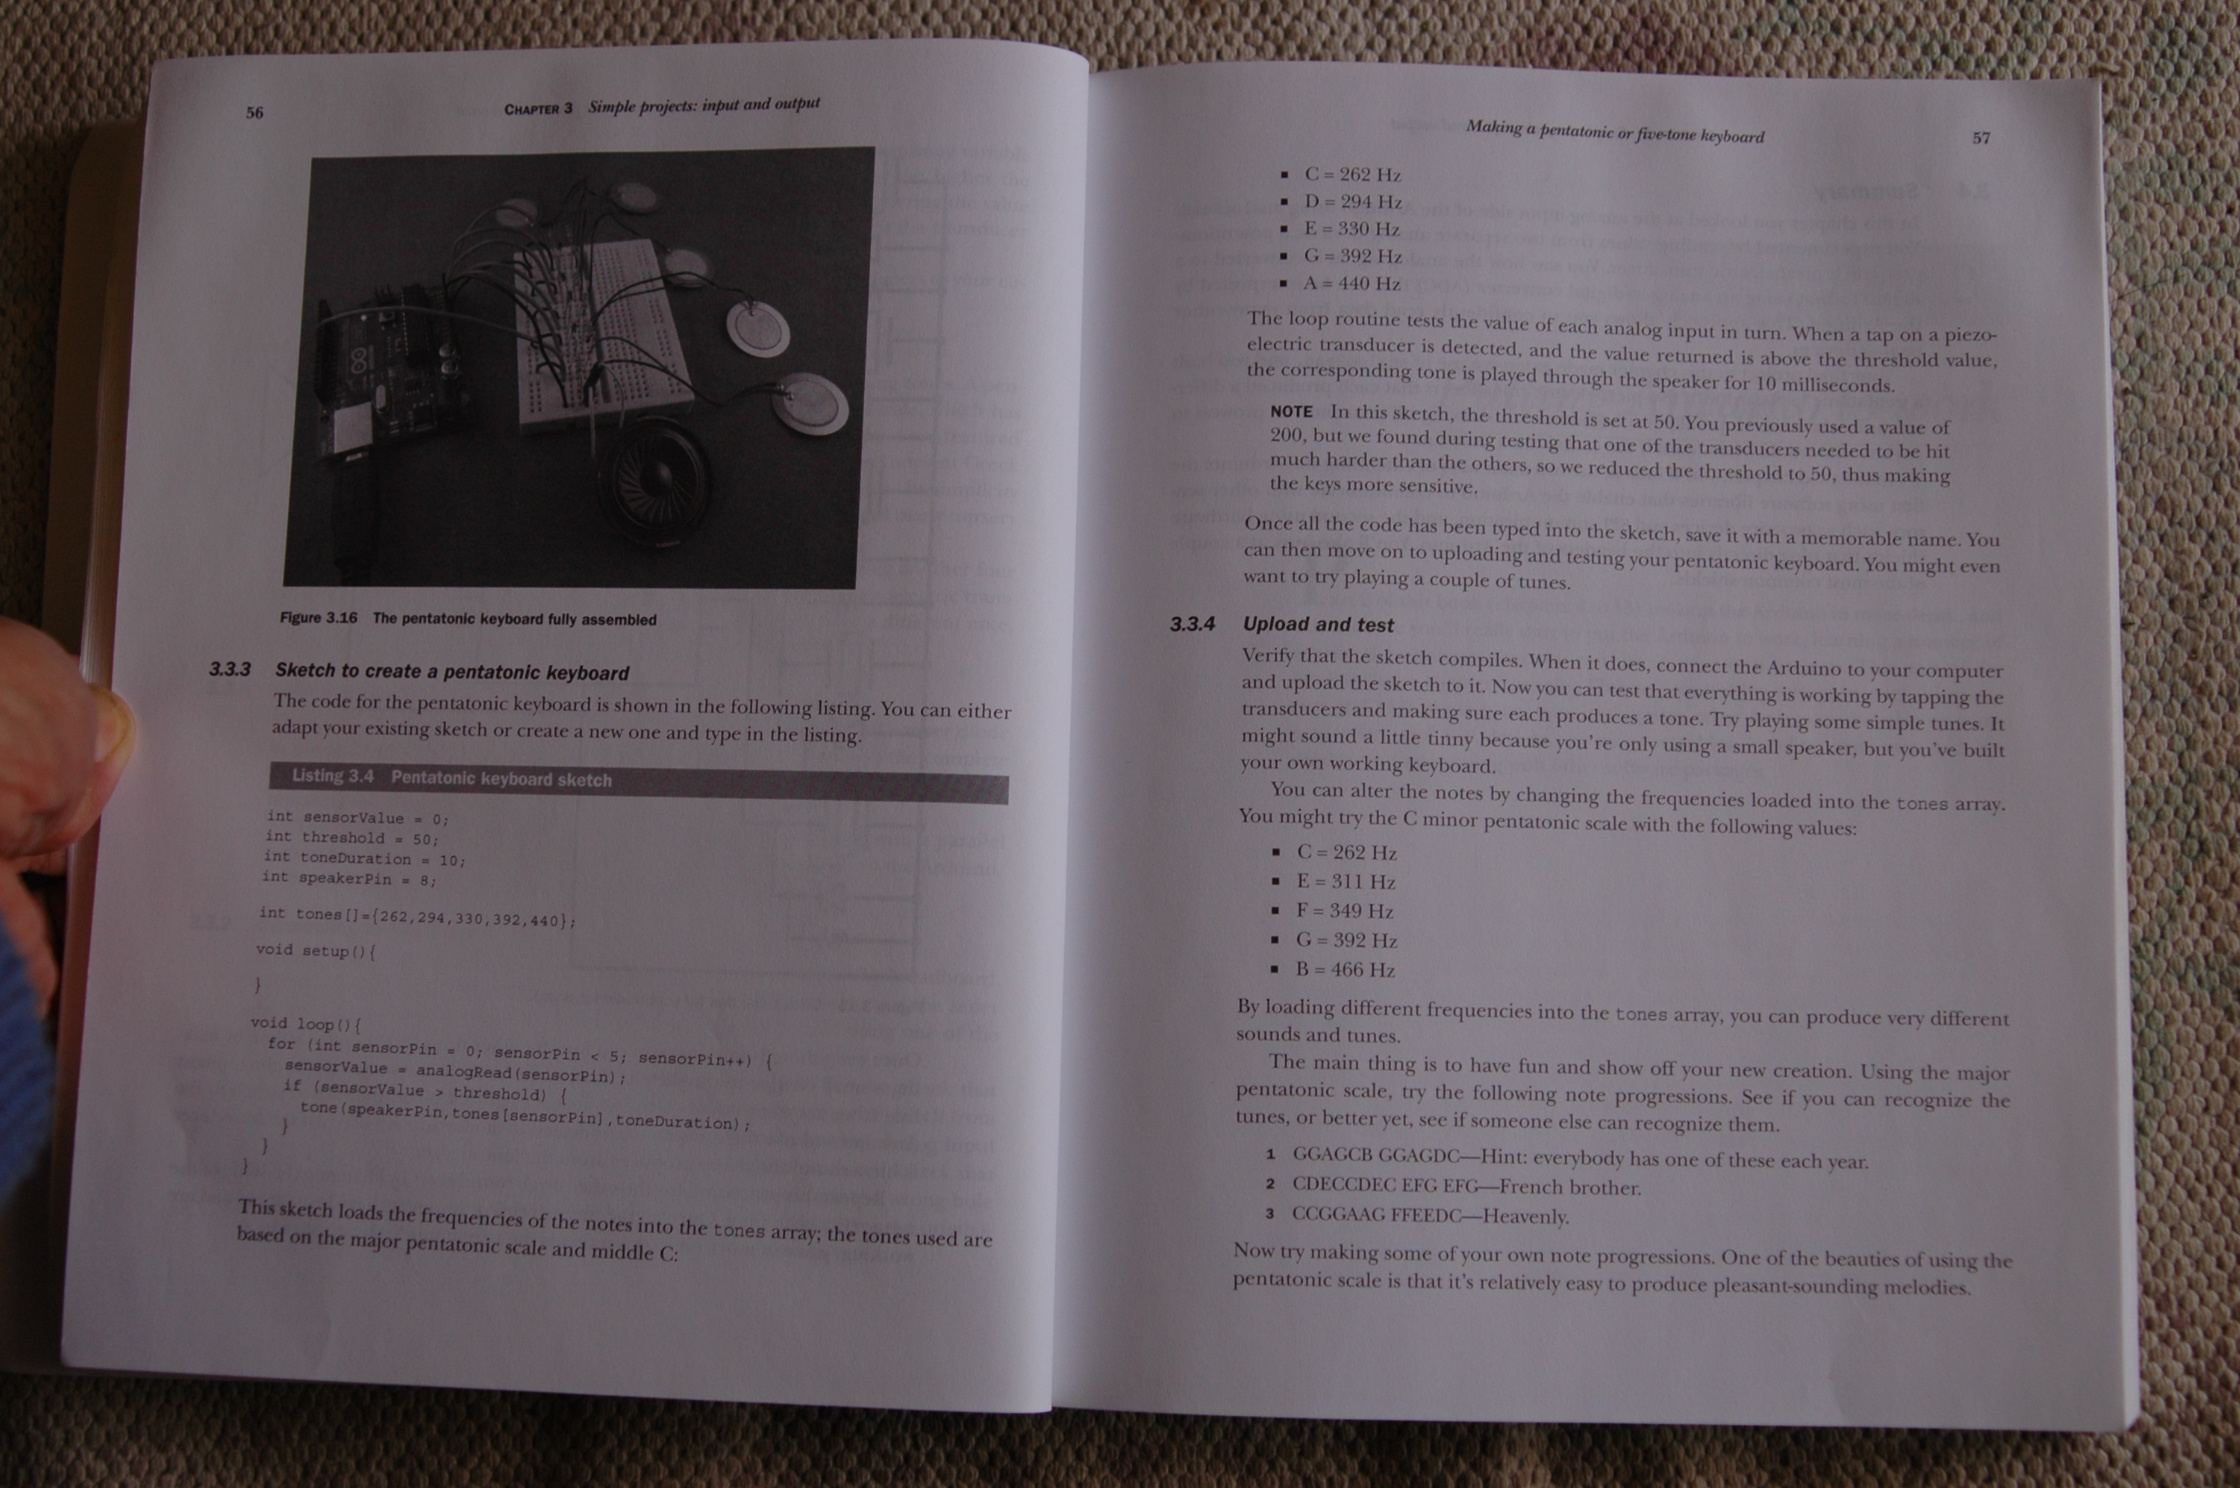 56
CHAPTER 3 Simple projects: input and output
Figure 3.16 The pentatonic keyboard fully assembled
3.3.3 Sketch to create a pentatonic keyboard
The code for the pentatonic keyboard is shown in the following listing. You can either
adapt your existing sketch or create a new one and type in the listing.
Listing 3.4 Pentatonic keyboard sketch
int sensorValue = 0;
int threshold = 50;
int toneDuration = 10;
int speakerPin = 8;
int tones[]={262,294,330,392,440};
void setup(){
}
void loop(){
for (int sensorPin = 0; sensorPin < 5; sensorPin++) {
sensorValue = analogRead(sensorPin);
if (sensorValue > threshold) {
tone(speakerPin,tones[sensorPin],toneDuration);
}
}
}
This sketch loads the frequencies of the notes into the tones array; the tones used are
based on the major pentatonic scale and middle C:
Making a pentatonic or five-tone keyboard
57
▪ C = 262 Hz
▪ D = 294 Hz
▪ E = 330 Hz
▪ G = 392 Hz
▪ A = 440 Hz
The loop routine tests the value of each analog input in turn. When a tap on a piezo-
electric transducer is detected, and the value returned is above the threshold value,
the corresponding tone is played through the speaker for 10 milliseconds.
NOTE In this sketch, the threshold is set at 50. You previously used a value of
200, but we found during testing that one of the transducers needed to be hit
much harder than the others, so we reduced the threshold to 50, thus making
the keys more sensitive.
Once all the code has been typed into the sketch, save it with a memorable name. You
can then move on to uploading and testing your pentatonic keyboard. You might even
want to try playing a couple of tunes.
3.3.4 Upload and test
Verify that the sketch compiles. When it does, connect the Arduino to your computer
and upload the sketch to it. Now you can test that everything is working by tapping the
transducers and making sure each produces a tone. Try playing some simple tunes. It
might sound a little tinny because you're only using a small speaker, but you've built
your own working keyboard.
You can alter the notes by changing the frequencies loaded into the tones array.
You might try the C minor pentatonic scale with the following values:
▪ C = 262 Hz
▪ E = 311 Hz
▪ F = 349 Hz
▪ G = 392 Hz
▪ B = 466 Hz
By loading different frequencies into the tones array, you can produce very different
sounds and tunes.
The main thing is to have fun and show off your new creation. Using the major
pentatonic scale, try the following note progressions. See if you can recognize the
tunes, or better yet, see if someone else can recognize them.
1 GGAGCB GGAGDC—Hint: everybody has one of these each year.
2 CDECCDEC EFG EFG—French brother.
3 CCGGAAG FFEEDC—Heavenly.
Now try making some of your own note progressions. One of the beauties of using the
pentatonic scale is that it's relatively easy to produce pleasant-sounding melodies.